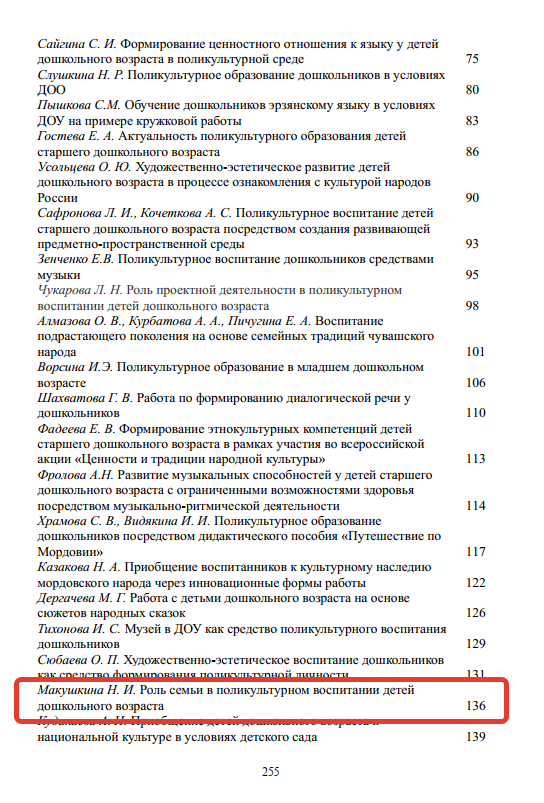 Сайгина С. И. Формирование ценностного отношения к языку у детей
дошкольного возраста в поликультурной среде 75
Слушкина Н. Р. Поликультурное образование дошкольников в условиях
ДОО 80
Пышкова С.М. Обучение дошкольников эрзянскому языку в условиях
ДОУ на примере кружковой работы 83
Гостева Е. А. Актуальность поликультурного образования детей
старшего дошкольного возраста 86
Усольцева О. Ю. Художественно-эстетическое развитие детей
дошкольного возраста в процессе ознакомления с культурой народов
России 90
Сафронова Л. И., Кочеткова А. С. Поликультурное воспитание детей
старшего дошкольного возраста посредством создания развивающей
предметно-пространственной среды 93
Зенченко Е.В. Поликультурное воспитание дошкольников средствами
музыки 95
Чукарова Л. Н. Роль проектной деятельности в поликультурном
воспитании детей дошкольного возраста 98
Алмазова О. В., Курбатова А. А., Пичугина Е. А. Воспитание
подрастающего поколения на основе семейных традиций чувашского
народа 101
Ворсина И.Э. Поликультурное образование в младшем дошкольном
возрасте 106
Шахватова Г. В. Работа по формированию диалогической речи у
дошкольников 110
Фадеева Е. В. Формирование этнокультурных компетенций детей
старшего дошкольного возраста в рамках участия во всероссийской
акции «Ценности и традиции народной культуры» 113
Фролова А.Н. Развитие музыкальных способностей у детей старшего
дошкольного возраста с ограниченными возможностями здоровья
посредством музыкально-ритмической деятельности 114
Храмова С. В., Видякина И. И. Поликультурное образование
дошкольников посредством дидактического пособия «Путешествие по
Мордовии» 117
Казакова Н. А. Приобщение воспитанников к культурному наследию
мордовского народа через инновационные формы работы 122
Дергачева М. Г. Работа с детьми дошкольного возраста на основе
сюжетов народных сказок 126
Тихонова И. С. Музей в ДОУ как средство поликультурного воспитания
дошкольников 129
Сюбаева О. П. Художественно-эстетическое воспитание дошкольников
как средство формирования поликультурной личности 131
Макушкина Н. И. Роль семьи в поликультурном воспитании детей
дошкольного возраста 136
А. Н. Приобщение детей дошкольного возраста к
национальной культуре в условиях детского сада 139
255